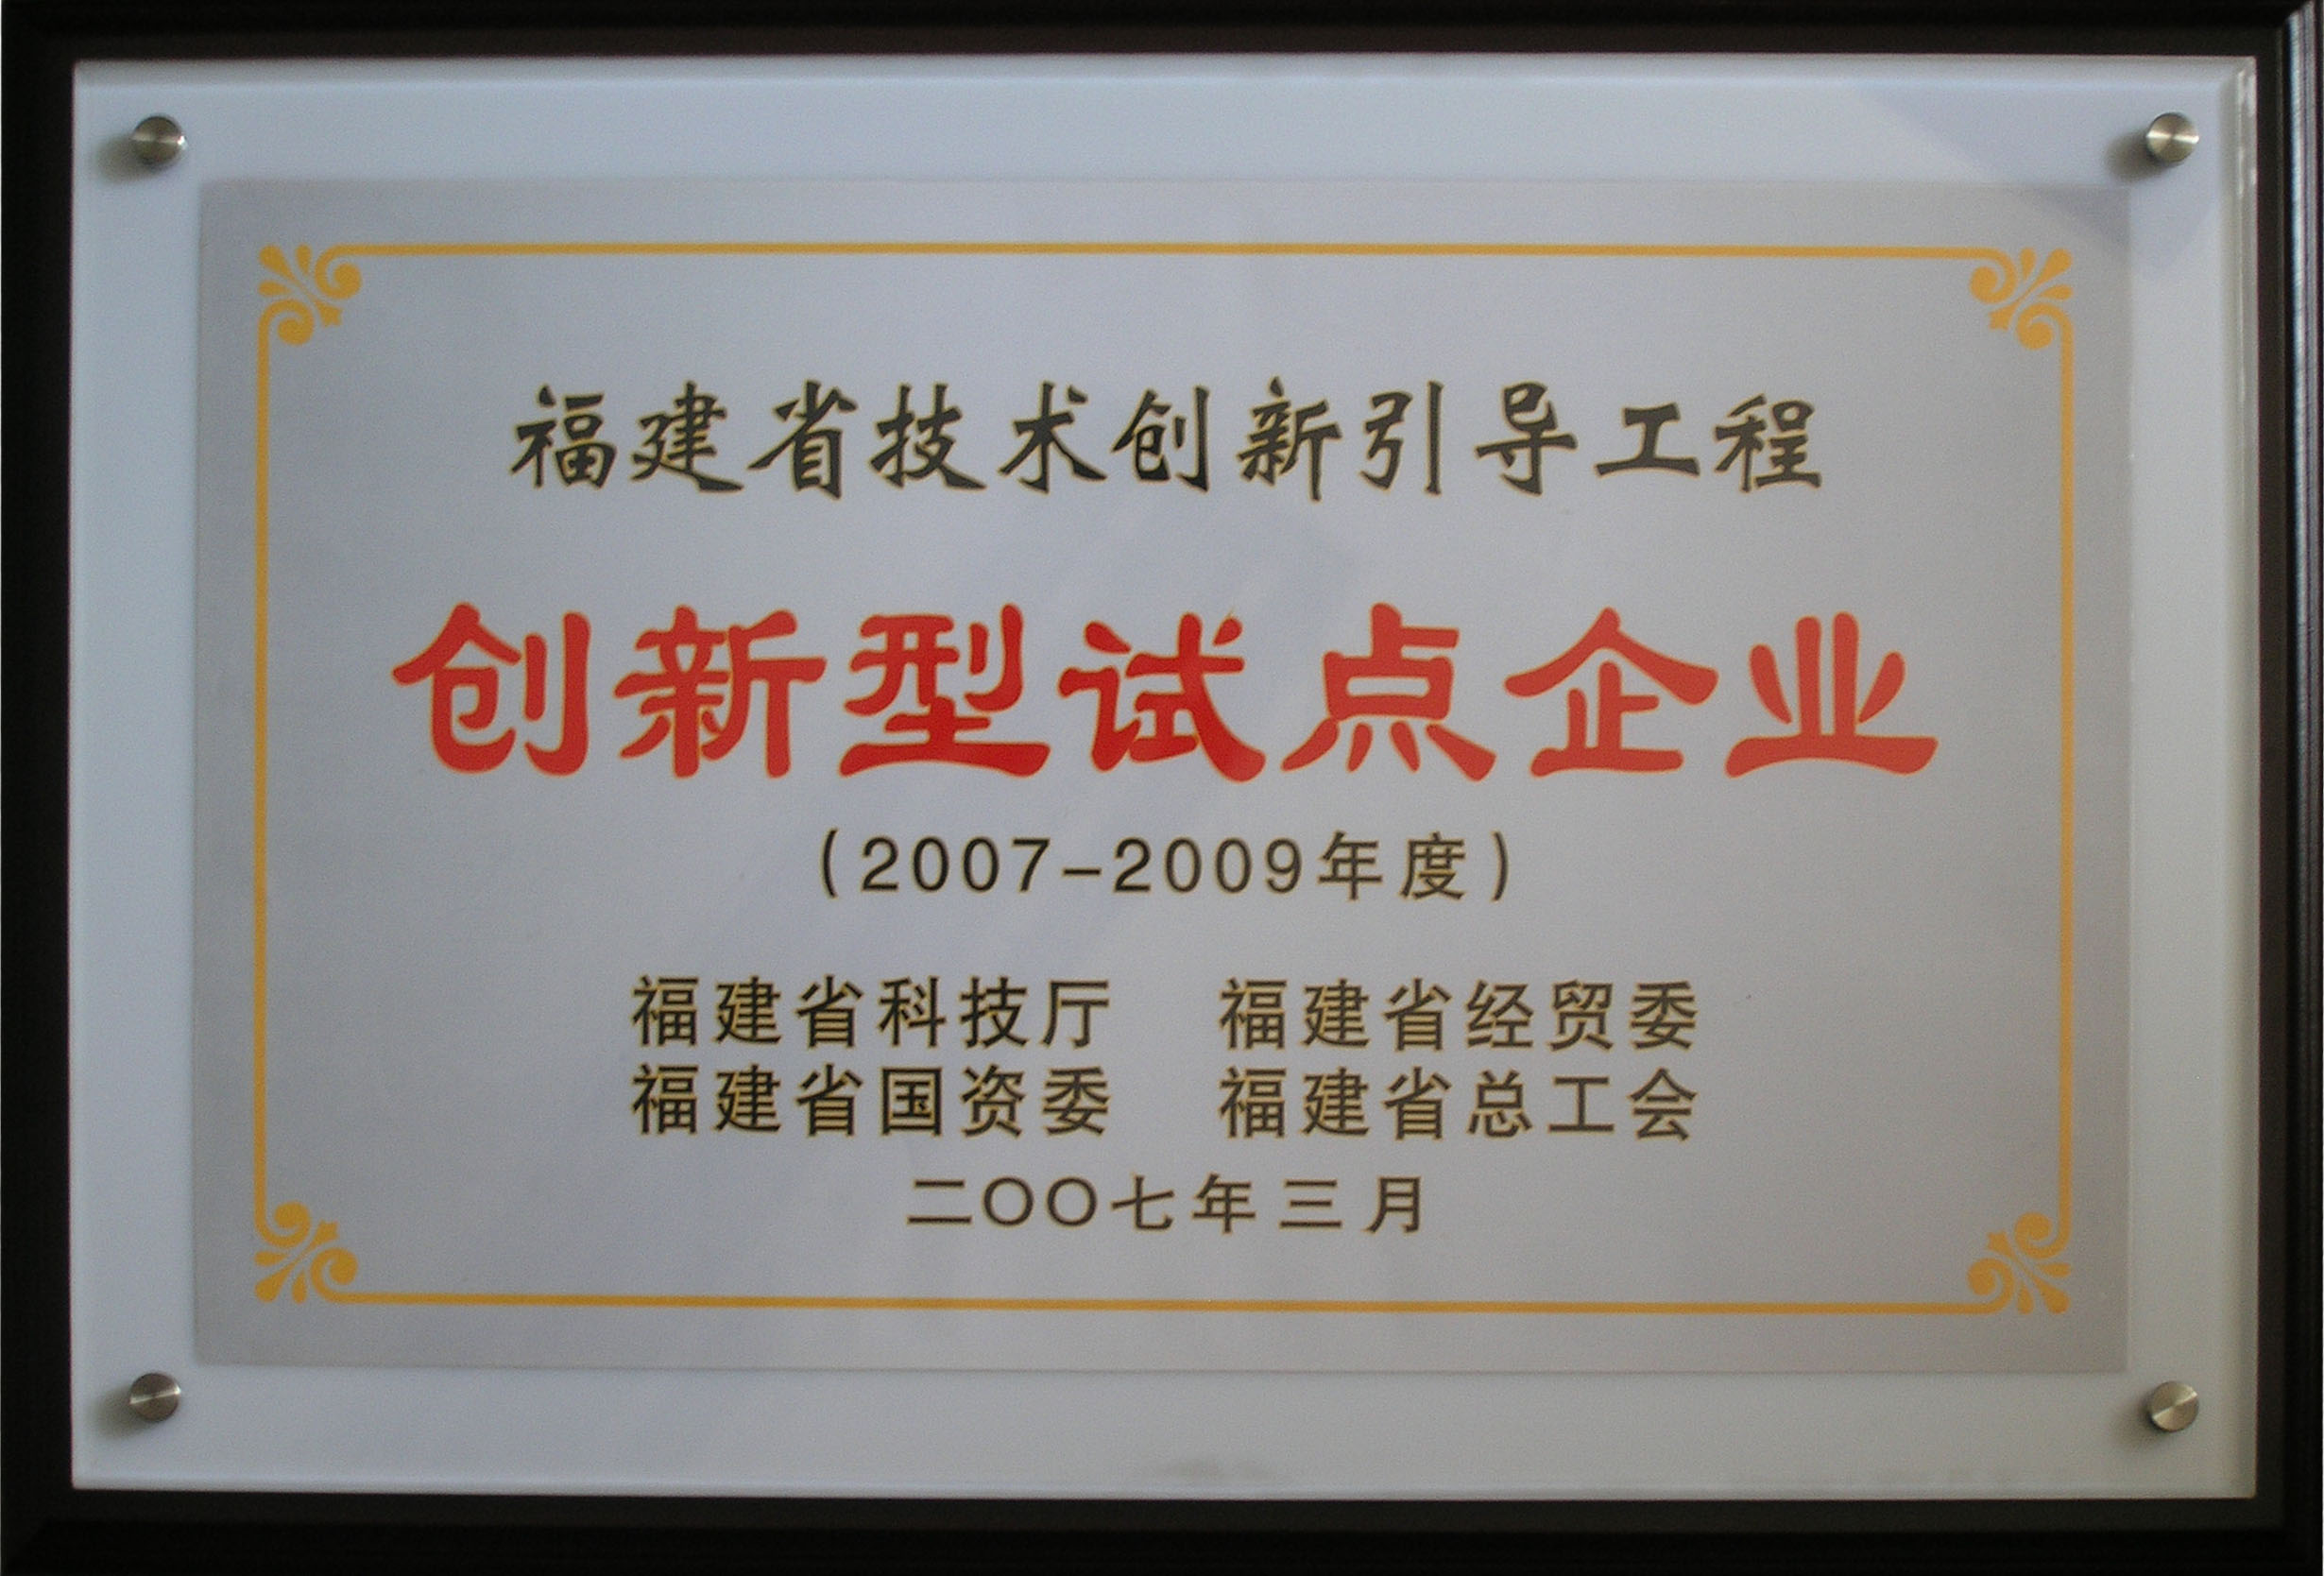 福建省技术创新引导工程
创新型试点企业
(2007-2009年度)
福建省科技厅 福建省经贸委
福建省国资委 福建省总工会
二〇〇七年三月